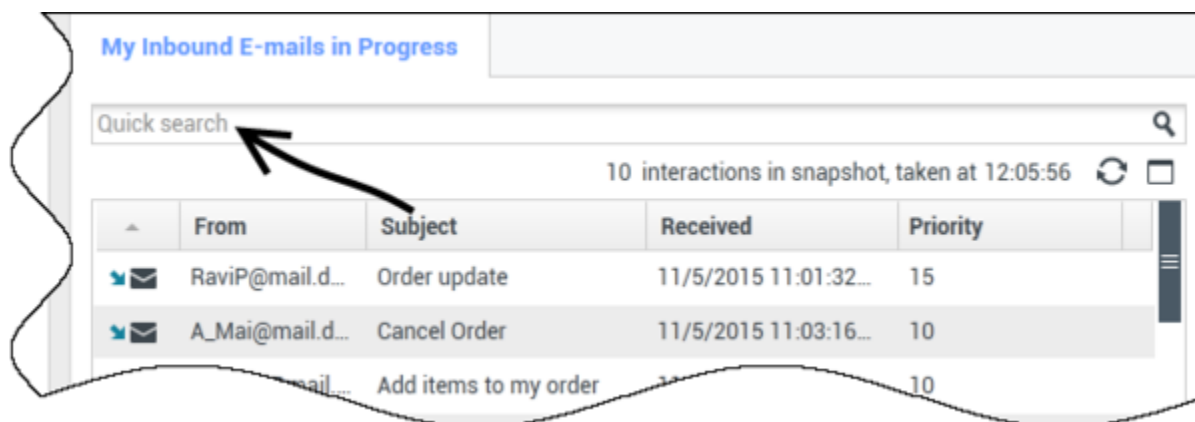 My Inbound E-mails in Progress
Quick search
10 interactions in snapshot, taken at 12:05:56
From Subject Received Priority
RaviP@mail.d... Order update 11/5/2015 11:01:32... 15
A_Mai@mail.d... Cancel Order 11/5/2015 11:03:16... 10
Add items to my order 10